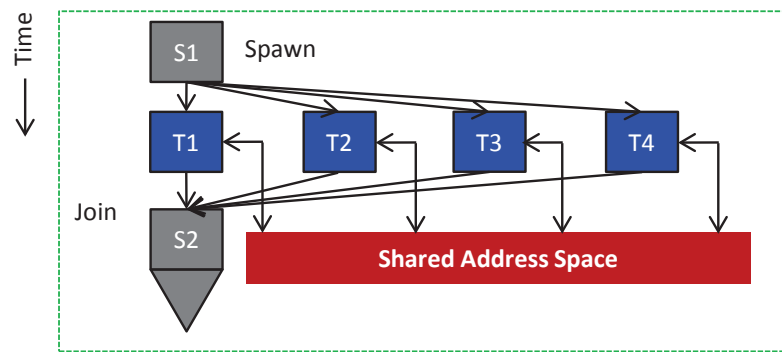 Time
S1
Spawn
T1
T2
T3
T4
Join
S2
Shared Address Space